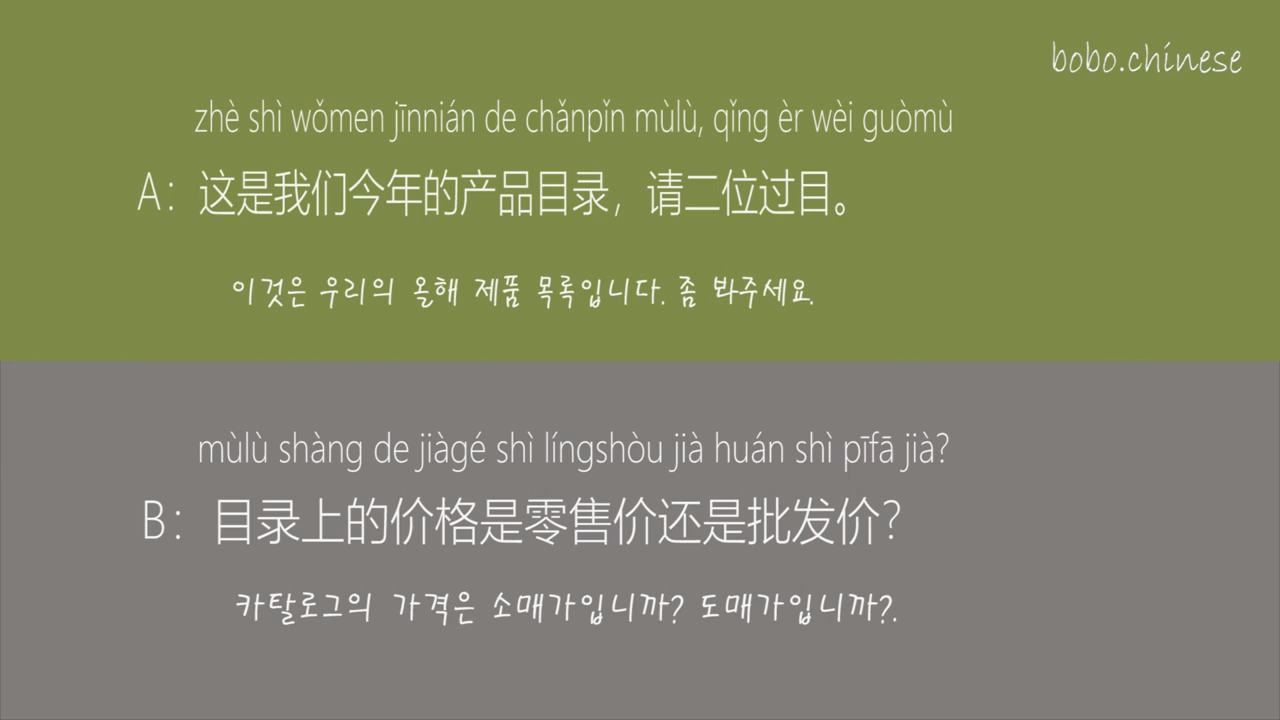 bobo.chinese
zhè shì wǒmen jīnnián de chǎnpǐn mùlù, qǐng èr wèi guòmù
A: 这是我们今年的产品目录，请二位过目。
이것은 우리의 올해 제품 목록입니다. 좀 봐주세요.
mùlù shàng de jiàgé shì língshòu jià huán shì pīfā jià?
B: 目录上的价格是零售价还是批发价?
카탈로그의 가격은 소매가입니까? 도매가입니까?.